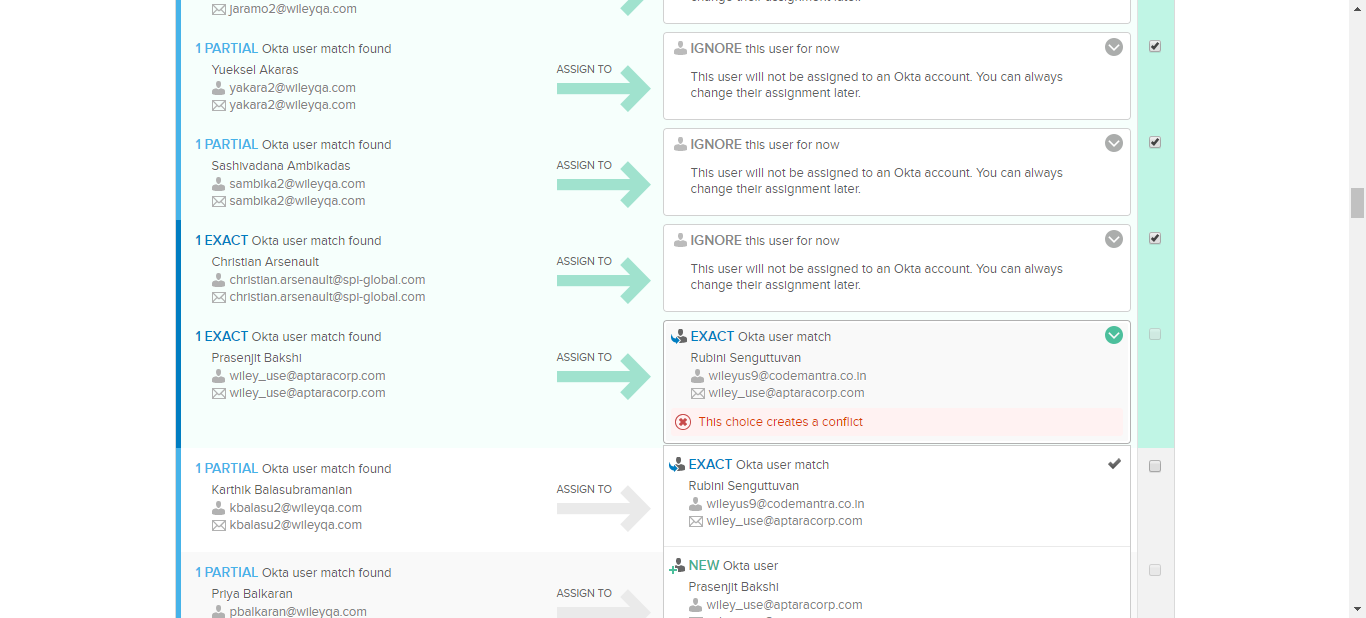 jaramo2@wileyqa.com
change their assignment later.
1 PARTIAL Okta user match found
Yueksel Akaras
yakara2@wileyqa.com
yakara2@wileyqa.com
ASSIGN TO
IGNORE this user for now
This user will not be assigned to an Okta account. You can always
change their assignment later.
1 PARTIAL Okta user match found
Sashivadana Ambikadas
sambika2@wileyqa.com
sambika2@wileyqa.com
ASSIGN TO
IGNORE this user for now
This user will not be assigned to an Okta account. You can always
change their assignment later.
1 EXACT Okta user match found
Christian Arsenault
christian.arsenault@spi-global.com
christian.arsenault@spi-global.com
ASSIGN TO
IGNORE this user for now
This user will not be assigned to an Okta account. You can always
change their assignment later.
1 EXACT Okta user match found
Prasenjit Bakshi
wiley_use@aptaracorp.com
wiley_use@aptaracorp.com
ASSIGN TO
EXACT Okta user match
Rubini Senguttuvan
wileyus9@codemantra.co.in
wiley_use@aptaracorp.com
This choice creates a conflict
1 PARTIAL Okta user match found
Karthik Balasubramanian
kbalasu2@wileyqa.com
kbalasu2@wileyqa.com
ASSIGN TO
EXACT Okta user match
Rubini Senguttuvan
wileyus9@codemantra.co.in
wiley_use@aptaracorp.com
1 PARTIAL Okta user match found
Priya Balkaran
pbalkaran@wileyqa.com
ASSIGN TO
NEW Okta user
Prasenjit Bakshi
wiley_use@aptaracorp.com